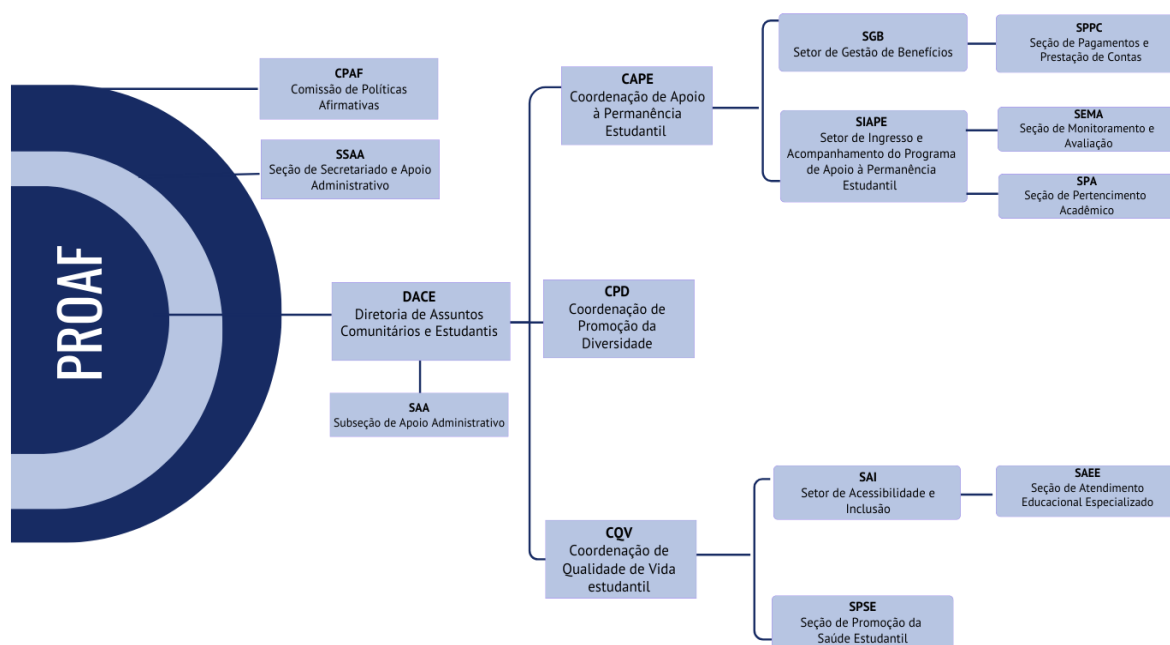 PROAF
CPAF
Comissão de Políticas
Afirmativas
SSAA
Seção de Secretariado e Apoio
Administrativo
DACE
Diretoria de Assuntos
Comunitários e Estudantis
SAA
Subseção de Apoio Administrativo
CAPE
Coordenação de Apoio
à Permanência
Estudantil
SGB
Setor de Gestão de Benefícios
SPPC
Seção de Pagamentos e
Prestação de Contas
SIAPE
Setor de Ingresso e
Acompanhamento do Programa
de Apoio à Permanência
Estudantil
SEMA
Seção de Monitoramento e
Avaliação
SPA
Seção de Pertencimento
Acadêmico
CPD
Coordenação de
Promoção da
Diversidade
CQV
Coordenação de
Qualidade de Vida
estudantil
SAI
Setor de Acessibilidade e
Inclusão
SAEE
Seção de Atendimento
Educacional Especializado
SPSE
Seção de Promoção da
Saúde Estudantil